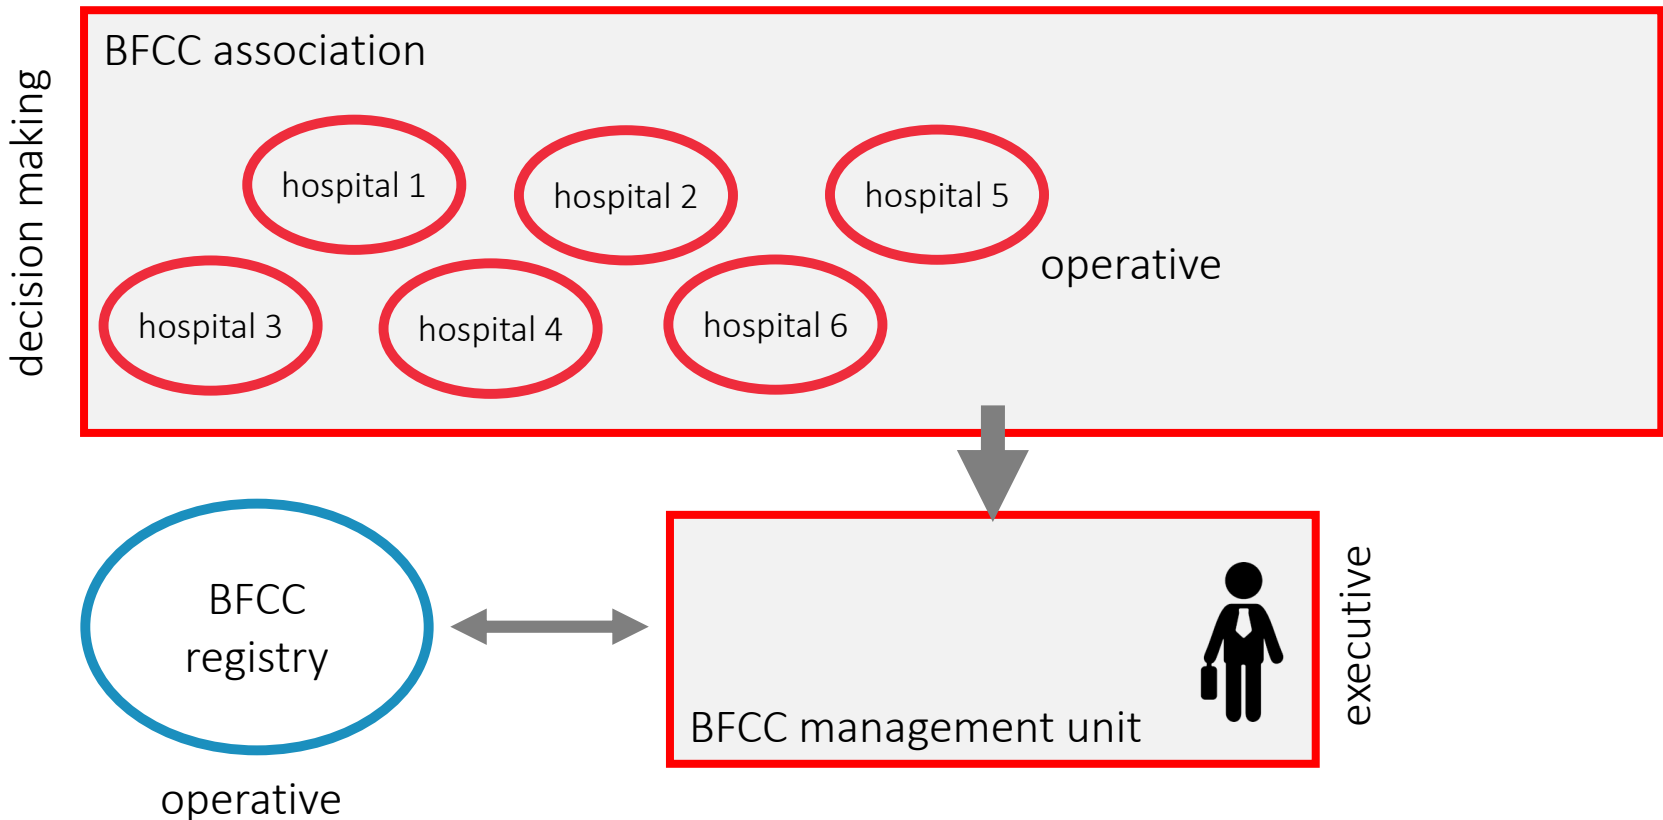 decision making
BFCC association
hospital 1
hospital 2
hospital 5
operative
hospital 3
hospital 4
hospital 6
BFCC
registry
operative
BFCC management unit
executive